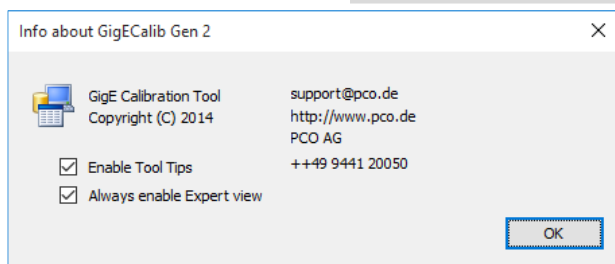 Info about GigECalib Gen 2
GigE Calibration Tool
Copyright (C) 2014
support@pco.de
http://www.pco.de
PCO AG
++49 9441 20050
Enable Tool Tips
Always enable Expert view
OK